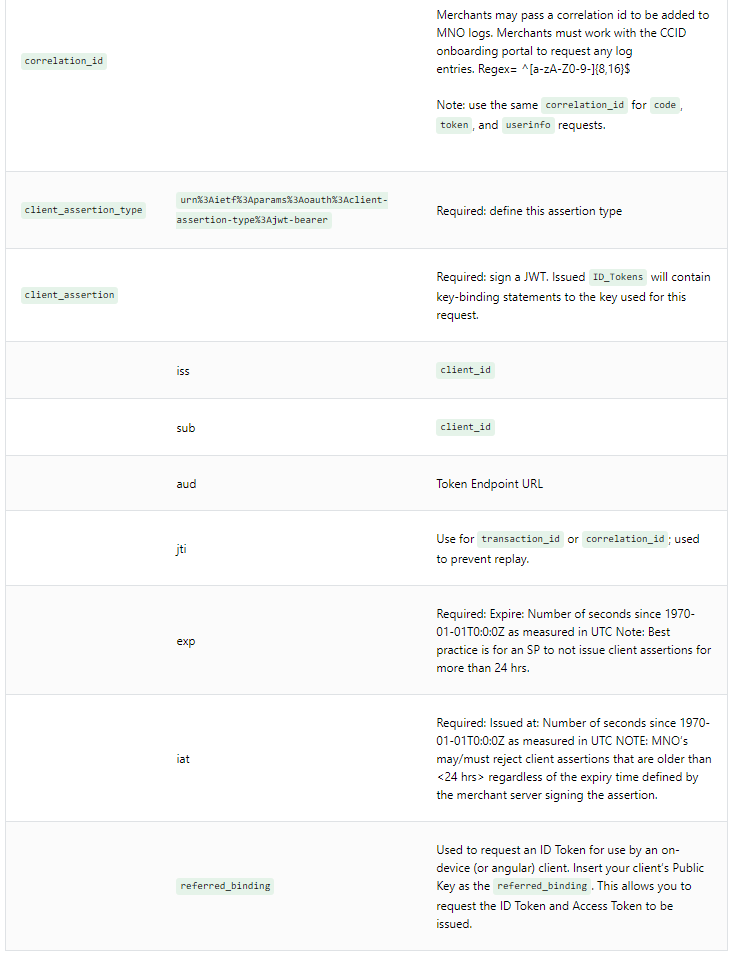 Merchants may pass a correlation id to be added to
MNO logs. Merchants must work with the CCID
onboarding portal to request any log
correlation_id
entries. Regex= ^[a-zA-Z0-9-]{8,16}$
Note: use the same correlation_id for code,
token, and userinfo requests.
client_assertion_type
urn%3Aietf%3Aparams%3Aoauth%3Aclient-
assertion-type%3Ajwt-bearer
Required: define this assertion type
client_assertion
Required: sign a JWT. Issued ID_Tokens will contain
key-binding statements to the key used for this
request.
iss
client_id
sub
client_id
aud
Token Endpoint URL
jti
Use for transaction_id or correlation_id; used
to prevent replay.
exp
Required: Expire: Number of seconds since 1970-
01-01T0:0:0Z as measured in UTC Note: Best
practice is for an SP to not issue client assertions for
more than 24 hrs.
iat
Required: Issued at: Number of seconds since 1970-
01-01T0:0:0Z as measured in UTC NOTE: MNO's
may/must reject client assertions that are older than
<24 hrs> regardless of the expiry time defined by
the merchant server signing the assertion.
referred_binding
Used to request an ID Token for use by an on-
device (or angular) client. Insert your client's Public
Key as the referred_binding. This allows you to
request the ID Token and Access Token to be
issued.